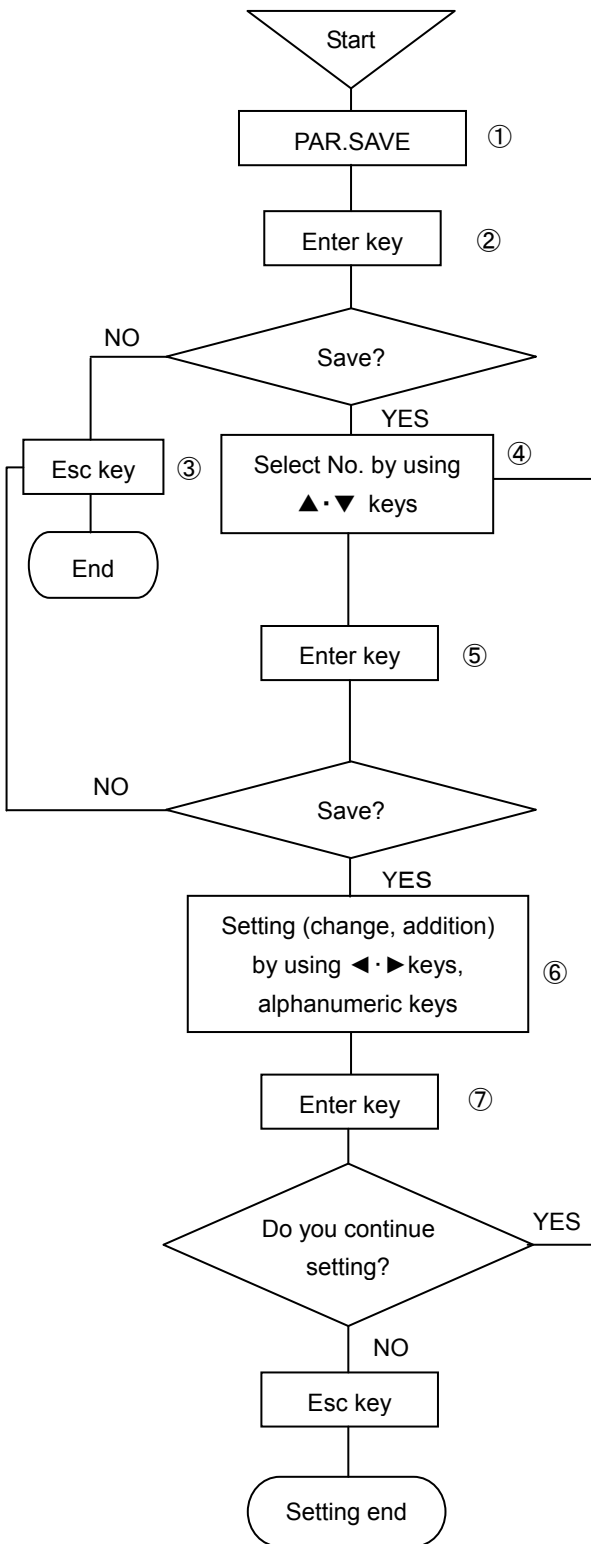 Start
PAR.SAVE ①
Enter key ②
NO
Save?
YES
Esc key ③
Select No. by using ④
▲・▼ keys
End
Enter key ⑤
NO
Save?
YES
Setting (change, addition)
by using ◄・►keys, ⑥
alphanumeric keys
Enter key ⑦
Do you continue
setting?
YES
NO
Esc key
Setting end